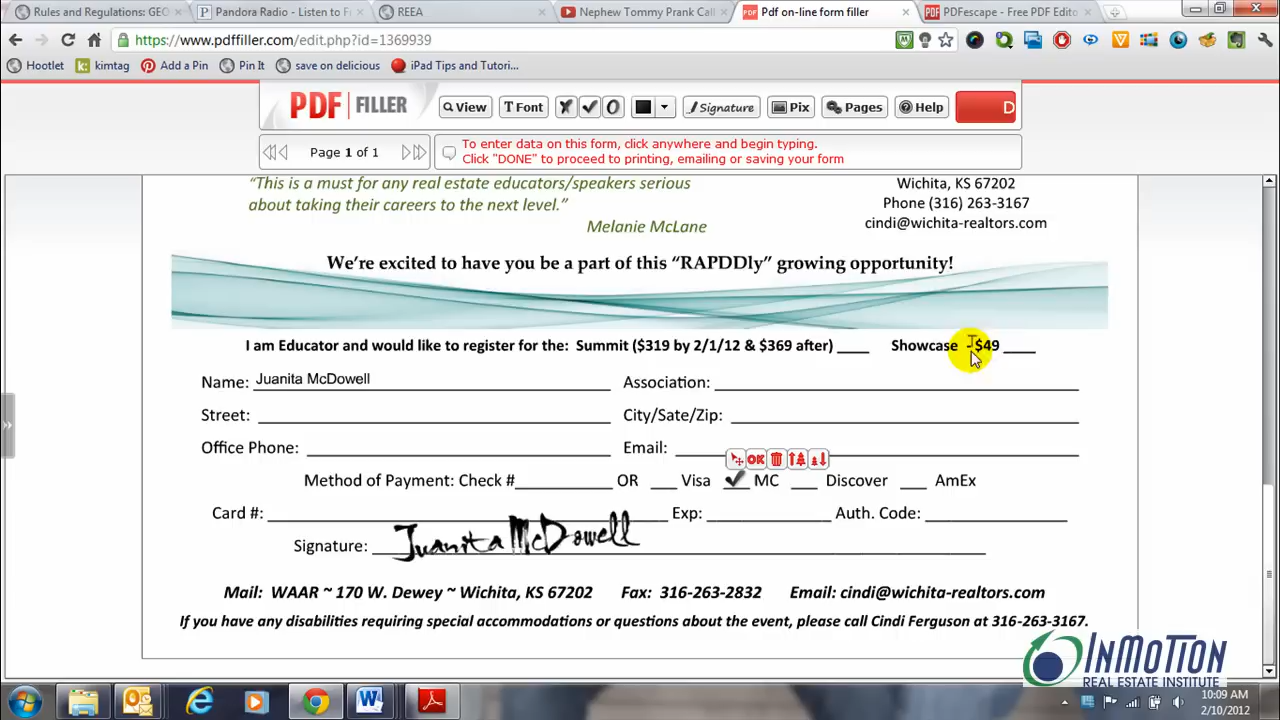 Rules and Regulations: GEO
Pandora Radio - Listen to F
REEA
Nephew Tommy Prank Call
Pdf on-line form filler
PDFescape - Free PDF Edito
https://www.pdffiller.com/edit.php?id=1369939
Hootlet
kimtag
Add a Pin
Pin It
save on delicious
iPad Tips and Tutori...
PDF FILLER
View
Font
Signature
Pix
Pages
Help
D
Page 1 of 1
To enter data on this form, click anywhere and begin typing.
Click "DONE" to proceed to printing, emailing or saving your form
“This is a must for any real estate educators/speakers serious
about taking their careers to the next level.”
Melanie McLane
Wichita, KS 67202
Phone (316) 263-3167
cindi@wichita-realtors.com
We’re excited to have you be a part of this “RAPDDly” growing opportunity!
I am Educator and would like to register for the: Summit ($319 by 2/1/12 & $369 after) ____ Showcase - $49 ____
Name: Juanita McDowell Association:
Street: City/Sate/Zip:
Office Phone: Email:
OK
Method of Payment: Check # OR ___ Visa ___ MC ___ Discover ___ AmEx
Card #: Exp: Auth. Code:
Signature: Juanita McDowell
Mail: WAAR ~ 170 W. Dewey ~ Wichita, KS 67202 Fax: 316-263-2832 Email: cindi@wichita-realtors.com
If you have any disabilities requiring special accommodations or questions about the event, please call Cindi Ferguson at 316-263-3167.
INMOTION
REAL ESTATE INSTITUTE
10:09 AM
2/10/2012